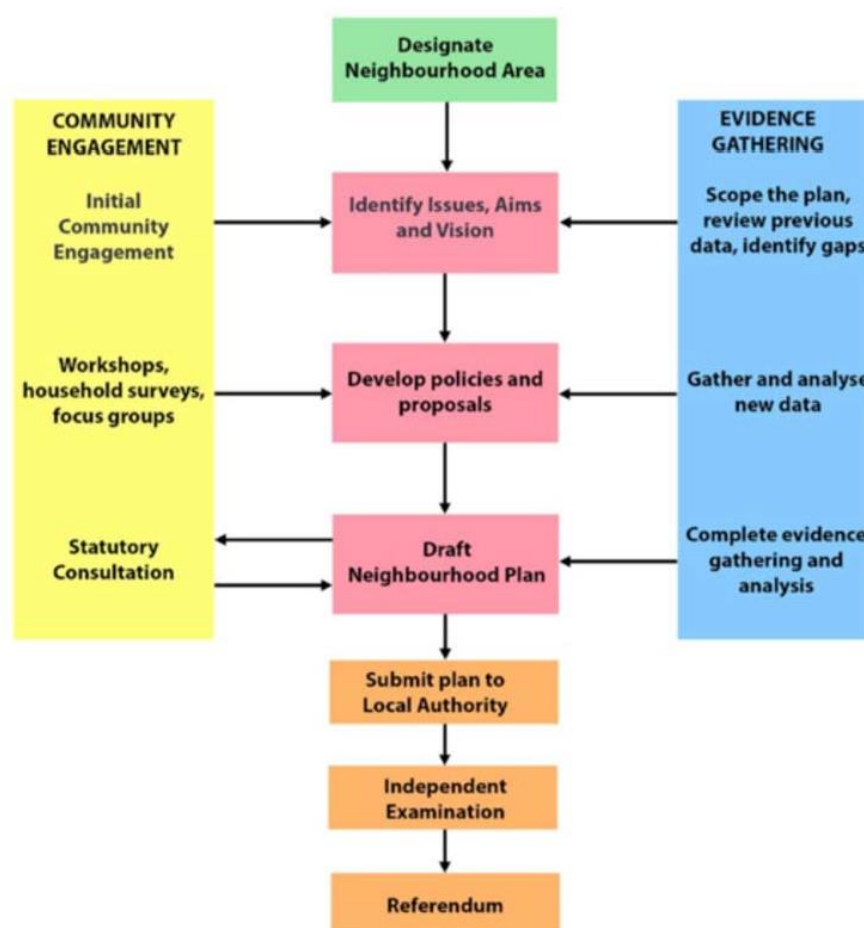 Designate
Neighbourhood Area
COMMUNITY
ENGAGEMENT
Initial
Community
Engagement
Workshops,
household surveys,
focus groups
Statutory
Consultation
Identify Issues, Aims
and Vision
Develop policies and
proposals
Draft
Neighbourhood Plan
EVIDENCE
GATHERING
Scope the plan,
review previous
data, identify gaps
Gather and analyse
new data
Complete evidence
gathering and
analysis
Submit plan to
Local Authority
Independent
Examination
Referendum